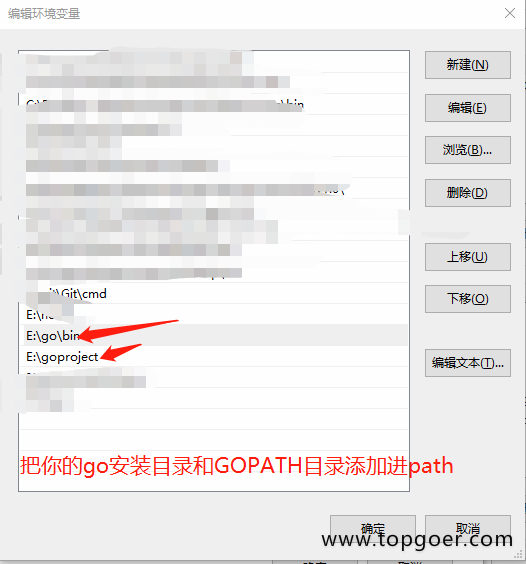 编辑环境变量
新建(N)
编辑(E)
\bin
浏览(B)...
删除(D)
上移(U)
\Git\cmd
下移(O)
E:\go\bin
E:\goproject
编辑文本(T)...
把你的go安装目录和GOPATH目录添加进path
确定
取消
www.topgoer.com